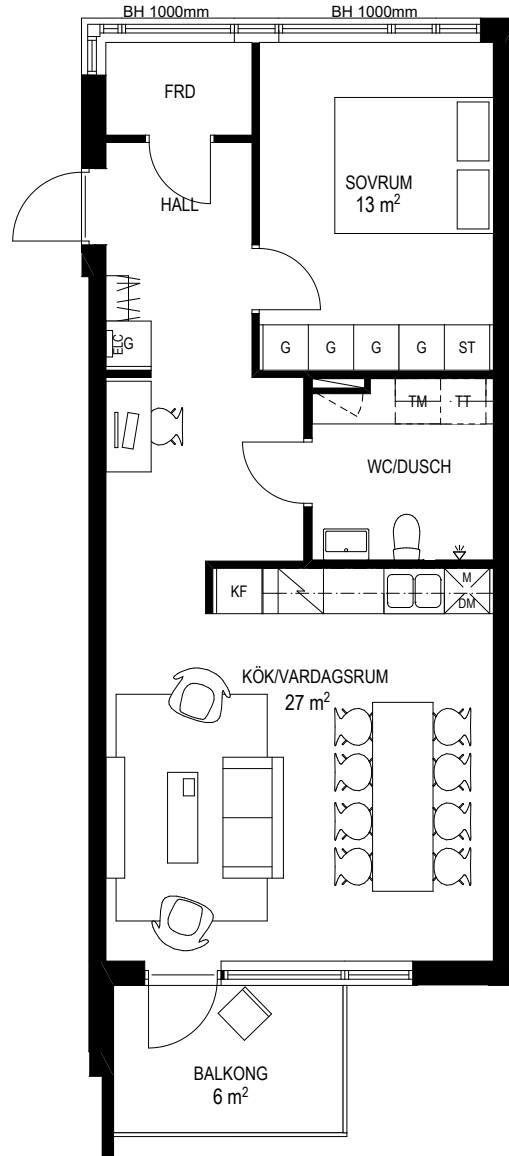 BH 1000mm
BH 1000mm
FRD
HALL
SOVRUM
13 m²
ELC
G
G
G
G
G
ST
TM
TT
WC/DUSCH
KF
M
DM
KÖK/VARDAGSRUM
27 m²
BALKONG
6 m²